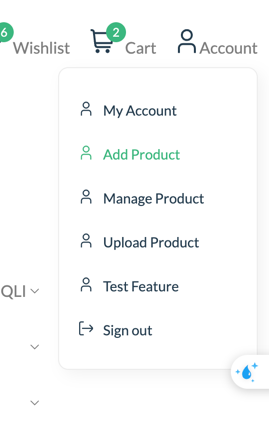 6 Wishlist 2 Cart Account
My Account
Add Product
Manage Product
QLI Upload Product
Test Feature
Sign out